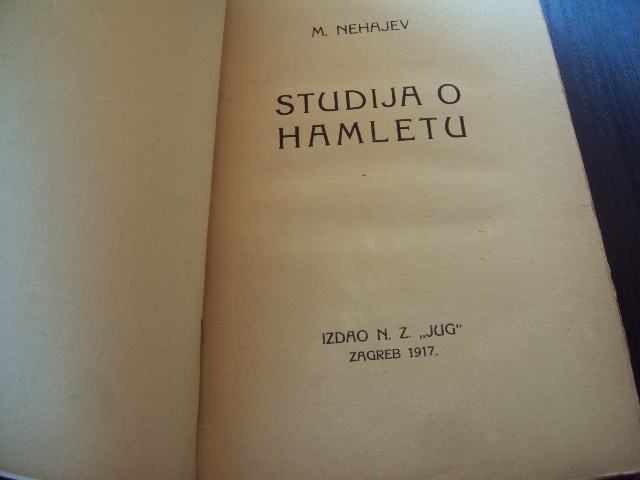 M. NEHAJEV
STUDIJA O
HAMLETU
IZDAO N. Z. „JUG“
ZAGREB 1917.